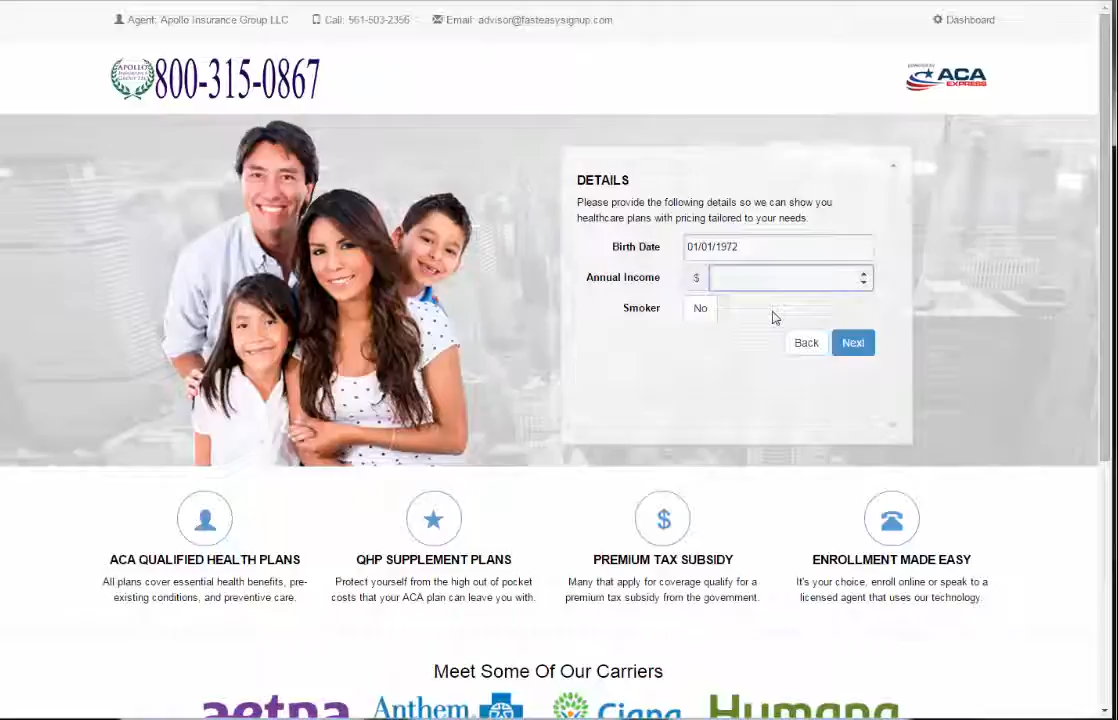 Agent: Apollo Insurance Group LLC Call: 561-503-2356 Email: advisor@fasteasysignup.com Dashboard
APOLLO 800-315-0867
POWERED BY
ACA
EXPRESS
DETAILS
Please provide the following details so we can show you
healthcare plans with pricing tailored to your needs.
Birth Date 01/01/1972
Annual Income $
Smoker No
Back Next
ACA QUALIFIED HEALTH PLANS
All plans cover essential health benefits, pre-
existing conditions, and preventive care.
QHP SUPPLEMENT PLANS
Protect yourself from the high out of pocket
costs that your ACA plan can leave you with.
PREMIUM TAX SUBSIDY
Many that apply for coverage qualify for a
premium tax subsidy from the government.
ENROLLMENT MADE EASY
It's your choice, enroll online or speak to a
licensed agent that uses our technology.
Meet Some Of Our Carriers
aetna Anthem Cigna Humana